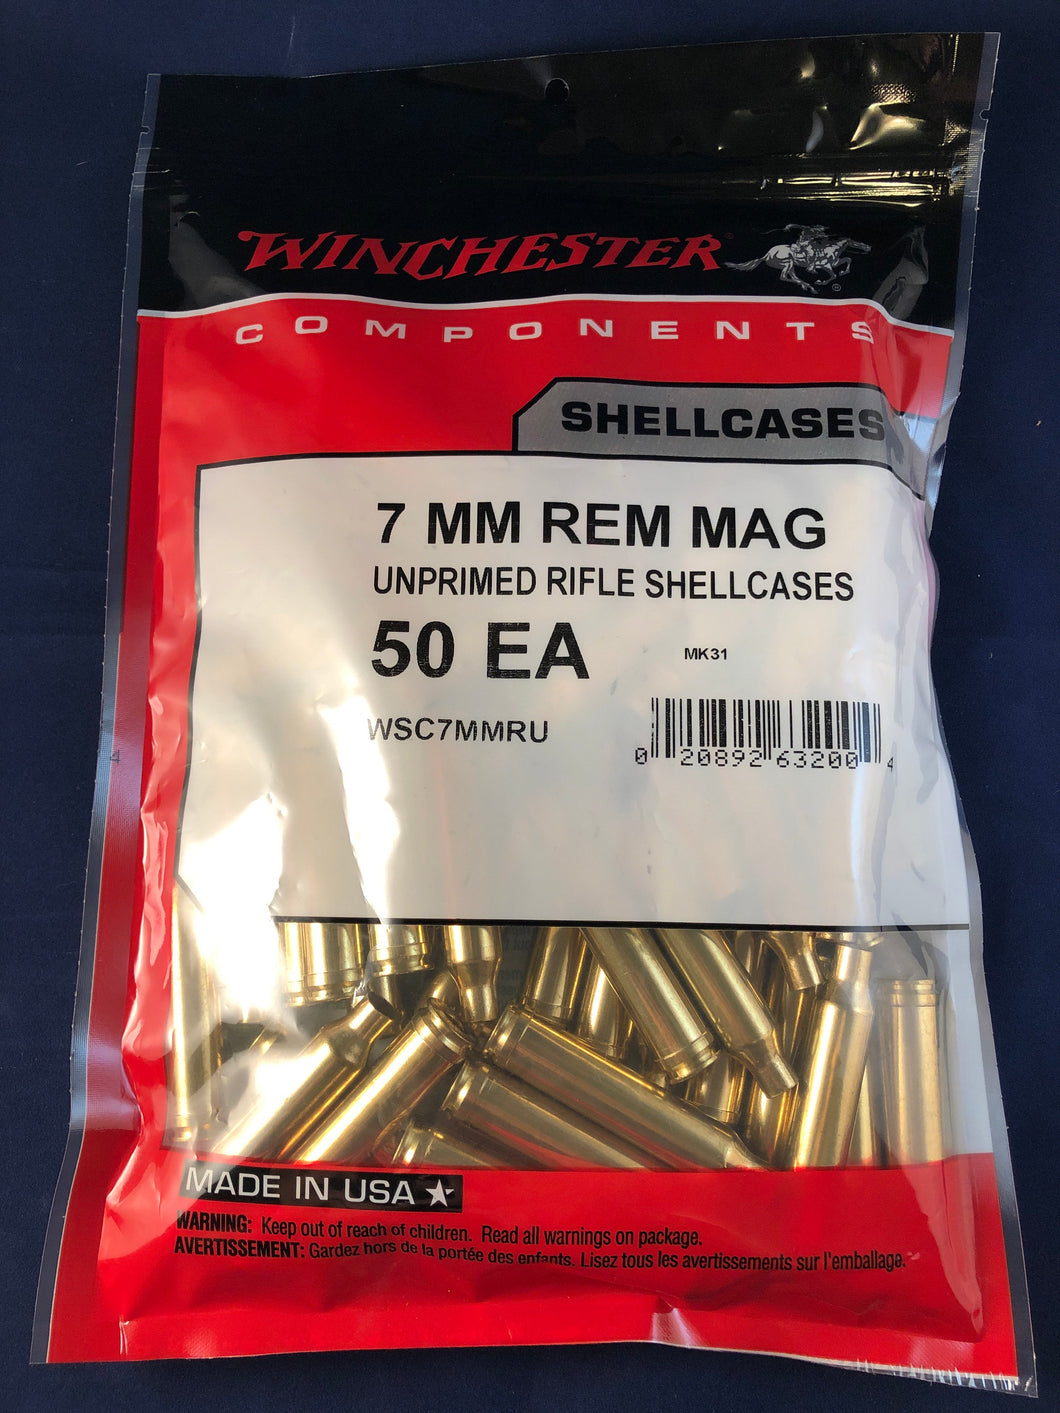 WINCHESTER
®
COMPONENTS
SHELLCASES
7 MM REM MAG
UNPRIMED RIFLE SHELLCASES
50 EA
MK31
WSC7MMRU
0 20892 63200 4
4
MADE IN USA
WARNING: Keep out of reach of children. Read all warnings on package.
AVERTISSEMENT: Gardez hors de la portée des enfants. Lisez tous les avertissements sur l'emballage.